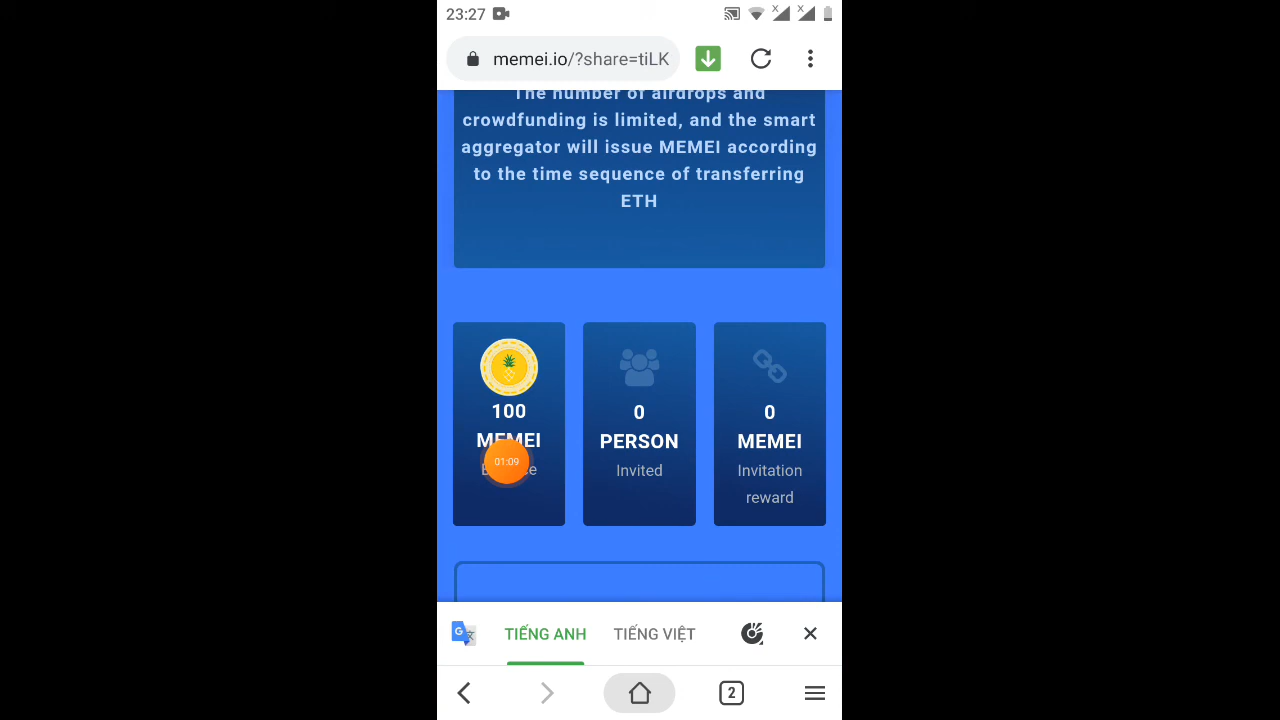 23:27
memei.io/?share=tiLK
The number of airdrops and
crowdfunding is limited, and the smart
aggregator will issue MEMEI according
to the time sequence of transferring
ETH
100
MEMEI
01:09
0
PERSON
Invited
0
MEMEI
Invitation
reward
TIẾNG ANH
TIẾNG VIỆT
2